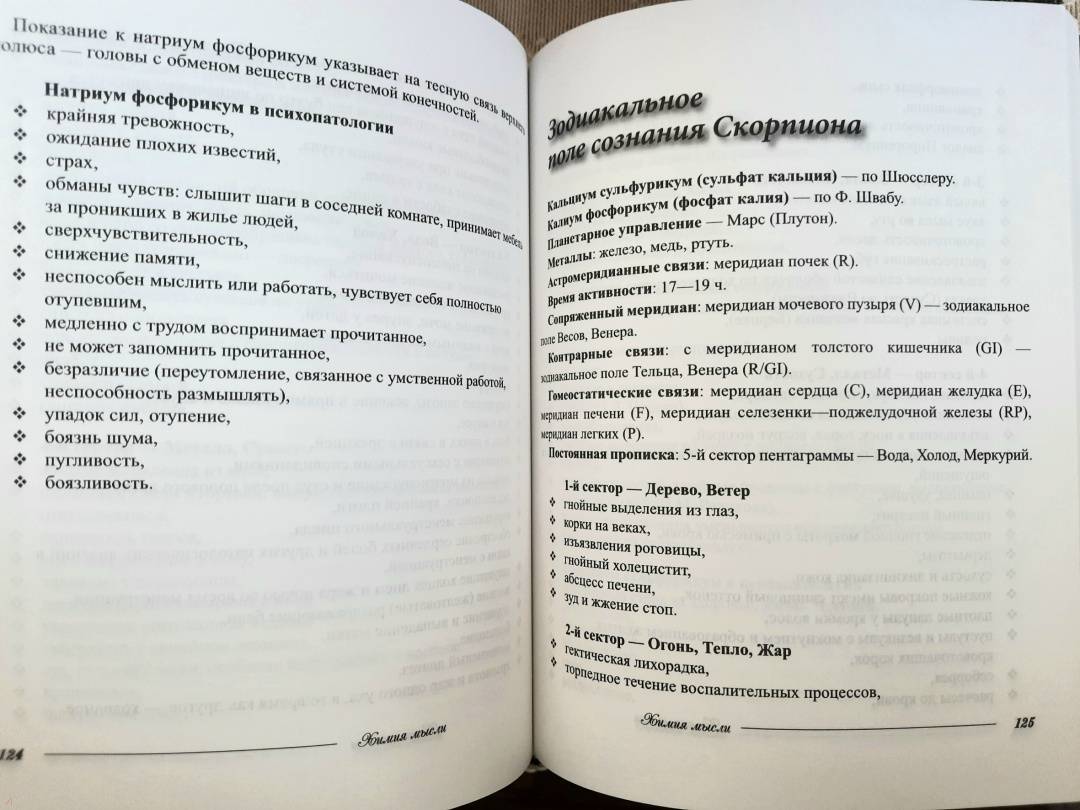 Показание к натриум фосфорикум указывает на тесную связь верхнего
полюса — головы с обменом веществ и системой конечностей.
Натриум фосфорикум в психопатологии
❖ крайняя тревожность,
❖ ожидание плохих известий,
❖ страх,
❖ обманы чувств: слышит шаги в соседней комнате, принимает мебель
за проникших в жилье людей,
❖ сверхчувствительность,
❖ снижение памяти,
❖ неспособен мыслить или работать, чувствует себя полностью
отупевшим,
❖ медленно с трудом воспринимает прочитанное,
❖ не может запомнить прочитанное,
❖ безразличие (переутомление, связанное с умственной работой,
неспособность размышлять),
❖ упадок сил, отупение,
❖ боязнь шума,
❖ пугливость,
❖ боязливость.
124 Химия мысли
Зодиакальное
поле сознания Скорпиона
Кальциум сульфурикум (сульфат кальция) — по Шюсслеру.
Калиум фосфорикум (фосфат калия) — по Ф. Швабу.
Планетарное управление — Марс (Плутон).
Металлы: железо, медь, ртуть.
Астромеридианные связи: меридиан почек (R).
Время активности: 17—19 ч.
Сопряженный меридиан: меридиан мочевого пузыря (V) — зодиакальное
поле Весов, Венера.
Контрарные связи: с меридианом толстого кишечника (GI) —
зодиакальное поле Тельца, Венера (R/GI).
Гомеостатические связи: меридиан сердца (C), меридиан желудка (E),
меридиан печени (F), меридиан селезенки—поджелудочной железы (RP),
меридиан легких (P).
Постоянная прописка: 5-й сектор пентаграммы — Вода, Холод, Меркурий.
1-й сектор — Дерево, Ветер
❖ гнойные выделения из глаз,
❖ корки на веках,
❖ изъязвления роговицы,
❖ гнойный холецистит,
❖ абсцесс печени,
❖ зуд и жжение стоп.
2-й сектор — Огонь, Тепло, Жар
❖ гектическая лихорадка,
❖ торпедное течение воспалительных процессов,
Химия мысли 125